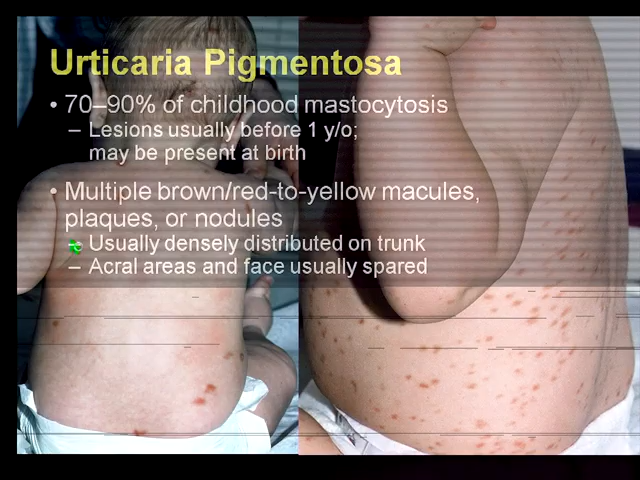 Urticaria Pigmentosa
• 70–90% of childhood mastocytosis
– Lesions usually before 1 y/o;
may be present at birth
• Multiple brown/red-to-yellow macules,
plaques, or nodules
– Usually densely distributed on trunk
– Acral areas and face usually spared